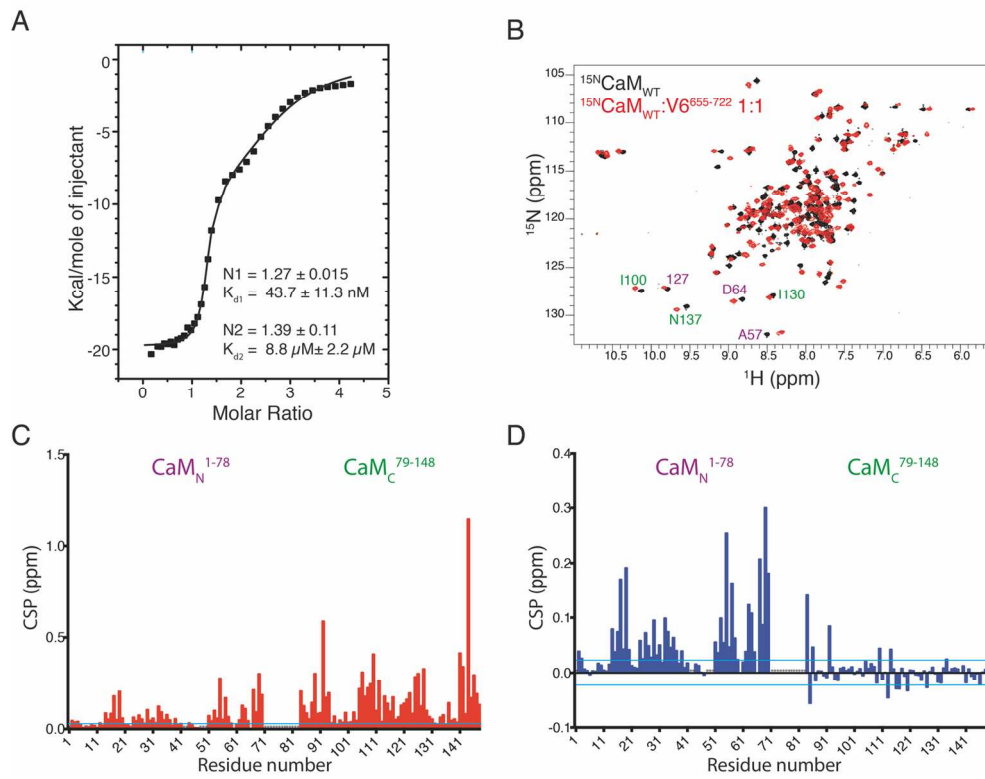 A
0
-5
-10
-15
-20
Kcal/mole of injectant
N1 = 1.27 ± 0.015
Kd1 = 43.7 ± 11.3 nM
N2 = 1.39 ± 0.11
Kd2 = 8.8 µM± 2.2 µM
0 1 2 3 4 5
Molar Ratio
B
15NCaMWT
15NCaMWT:V6655-722 1:1
105
110
115
120
125
130
15N (ppm)
I100
127
D64
I130
N137
A57
10.5 10.0 9.5 9.0 8.5 8.0 7.5 7.0 6.5 6.0
1H (ppm)
C
CaMN1-78
CaMC79-148
1.5
1.0
0.5
0.0
CSP (ppm)
1 11 21 31 41 51 61 71 81 91 101 111 121 131 141
Residue number
D
CaMN1-78
CaMC79-148
0.4
0.3
0.2
0.1
0.0
-0.1
CSP (ppm)
1 11 21 31 41 51 61 71 81 91 101 111 121 131 141
Residue number